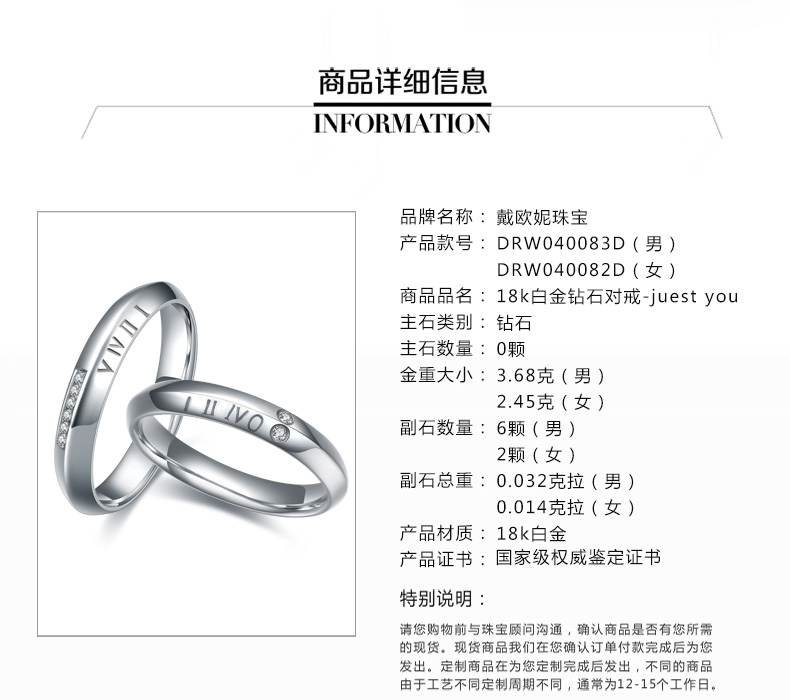 商品详细信息
INFORMATION
品牌名称：戴欧妮珠宝
产品款号：DRW040083D（男）
DRW040082D（女）
商品品名：18k白金钻石对戒-juest you
主石类别：钻石
主石数量：0颗
金重大小：3.68克（男）
2.45克（女）
副石数量：6颗（男）
2颗（女）
副石总重：0.032克拉（男）
0.014克拉（女）
产品材质：18k白金
产品证书：国家级权威鉴定证书
特别说明：
请您购物前与珠宝顾问沟通，确认商品是否有您所需
的现货。现货商品我们在您确认订单付款完成后为您
发出。定制商品在为您定制完成后发出，不同的商品
由于工艺不同定制周期不同，通常为12-15个工作日。
V IV II I
I II IVO